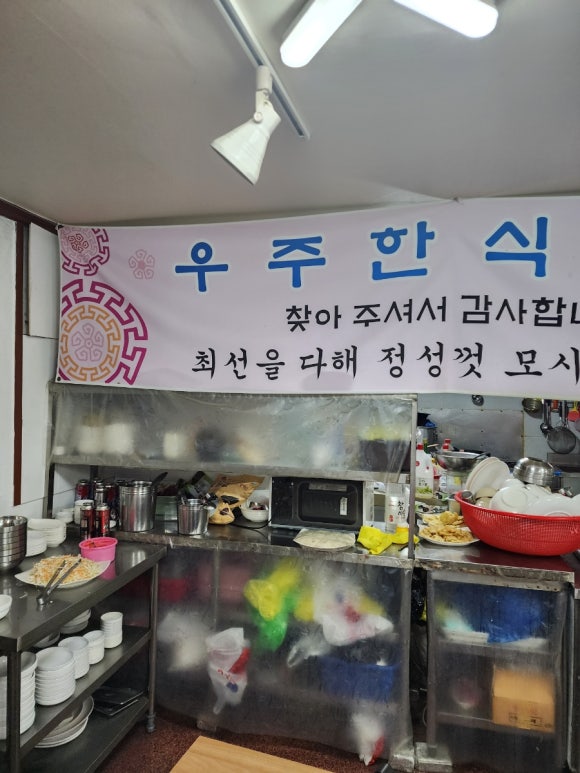 우주한식
찾아 주셔서 감사합니
최선을 다해 정성껏 모시